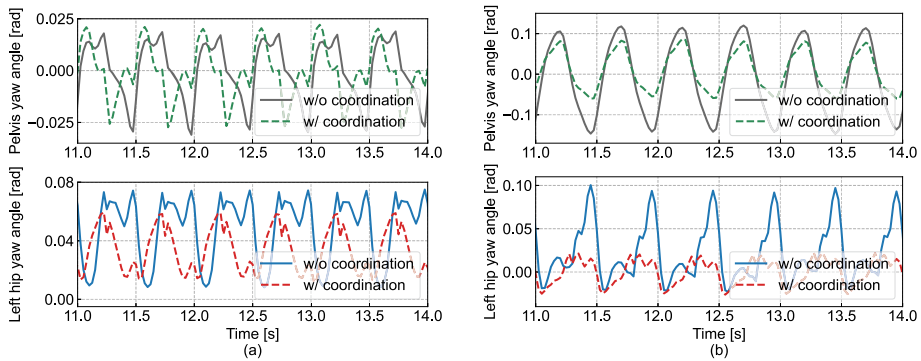 Pelvis yaw angle [rad]
0.025
0.000
-0.025
w/o coordination
w/ coordination
11.0 11.5 12.0 12.5 13.0 13.5 14.0
Left hip yaw angle [rad]
0.08
0.04
0.00
w/o coordination
w/ coordination
11.0 11.5 12.0 12.5 13.0 13.5 14.0
Time [s]
(a)
Pelvis yaw angle [rad]
0.1
0.0
-0.1
w/o coordination
w/ coordination
11.0 11.5 12.0 12.5 13.0 13.5 14.0
Left hip yaw angle [rad]
0.10
0.05
0.00
w/o coordination
w/ coordination
11.0 11.5 12.0 12.5 13.0 13.5 14.0
Time [s]
(b)